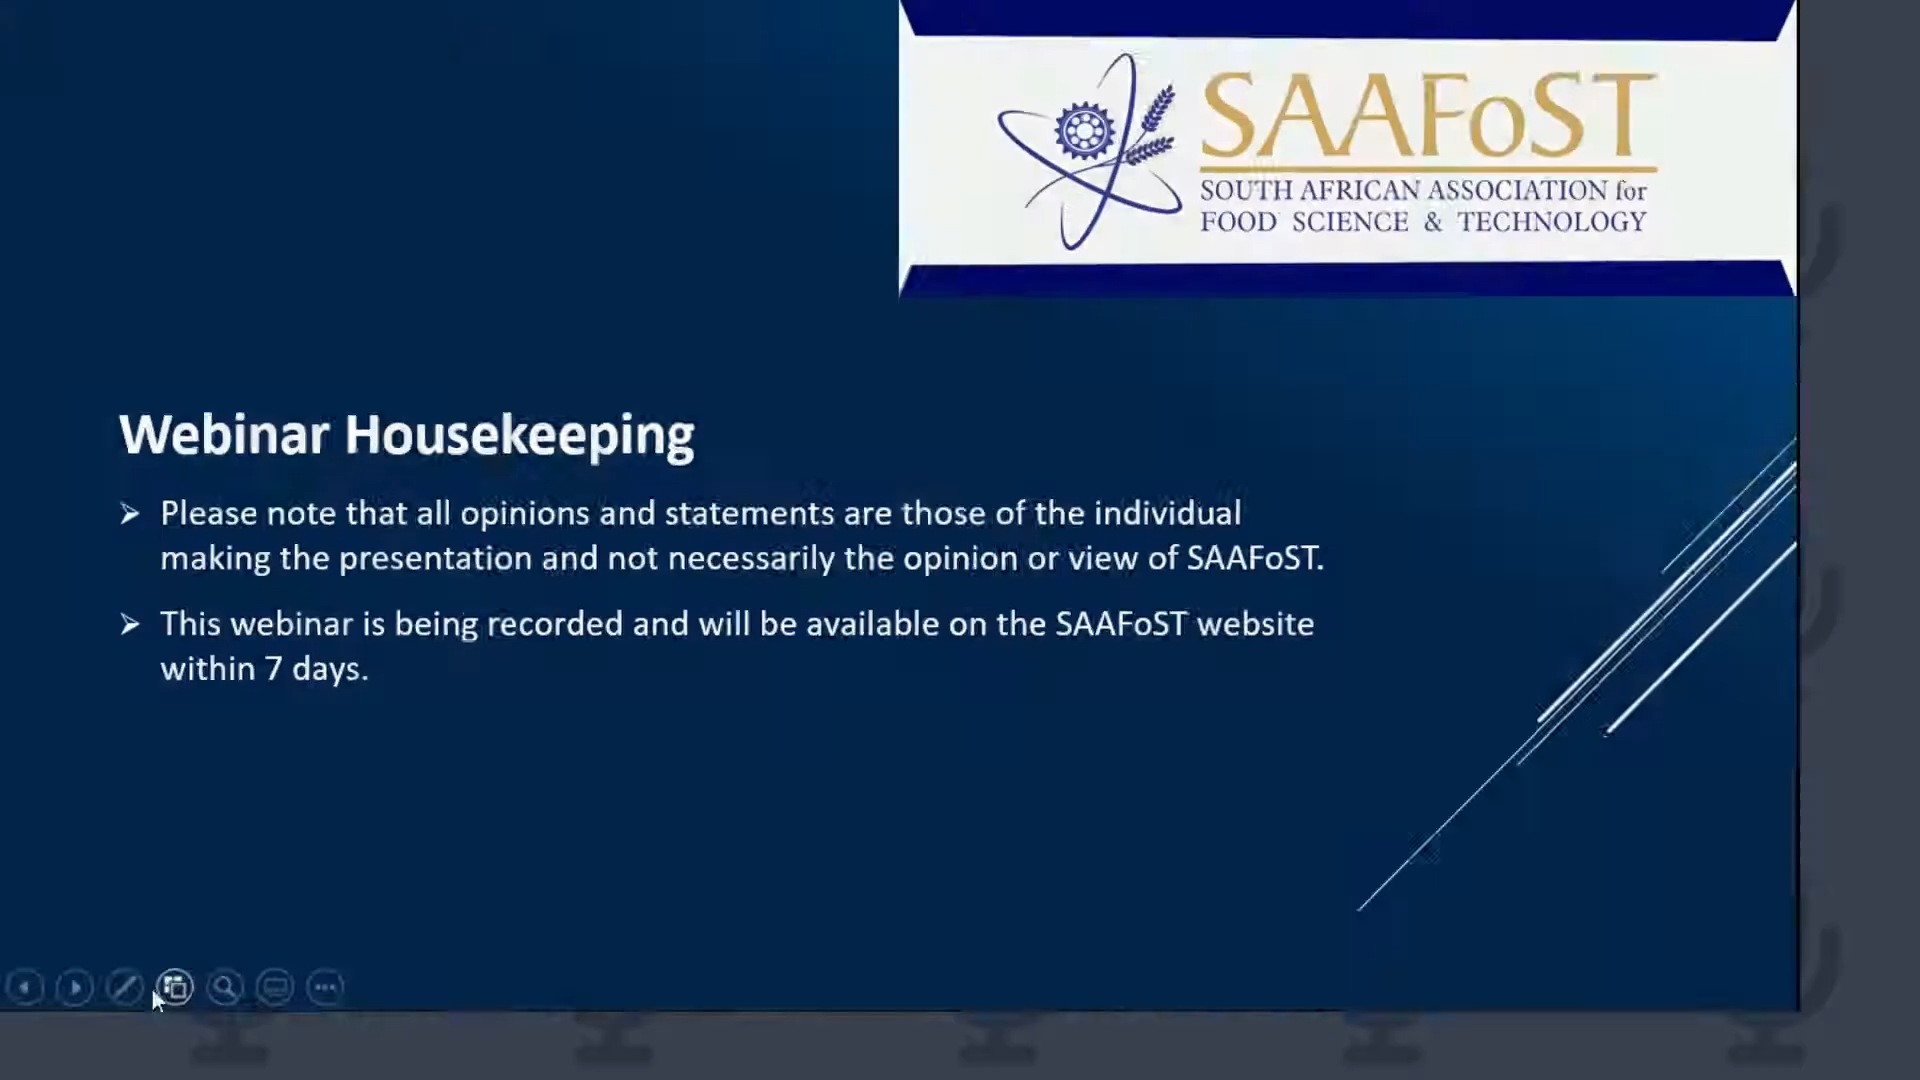 SAAFoST
SOUTH AFRICAN ASSOCIATION for
FOOD SCIENCE & TECHNOLOGY
Webinar Housekeeping
Please note that all opinions and statements are those of the individual
making the presentation and not necessarily the opinion or view of SAAFoST.
This webinar is being recorded and will be available on the SAAFoST website
within 7 days.